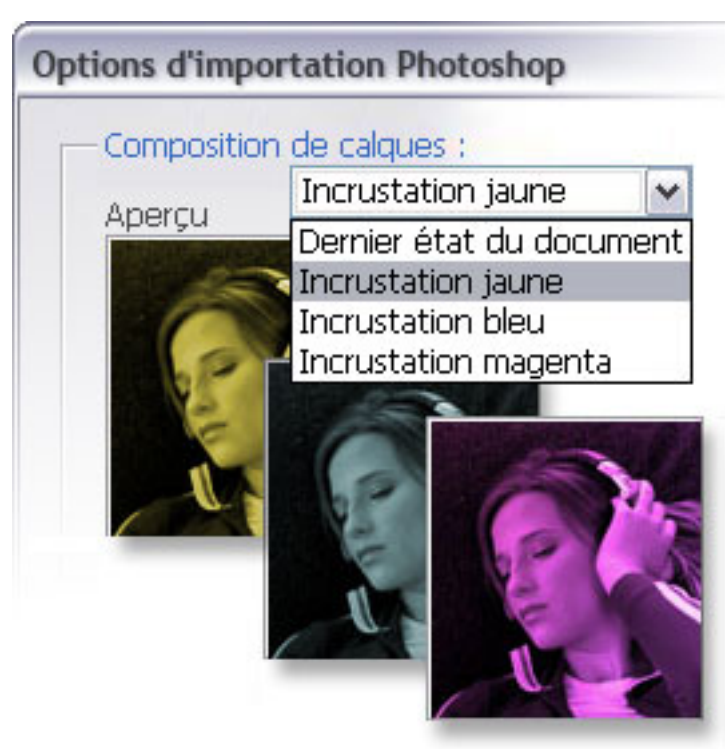 Options d'importation Photoshop
Composition de calques :
Incrustation jaune
Aperçu
Dernier état du document
Incrustation jaune
Incrustation bleu
Incrustation magenta